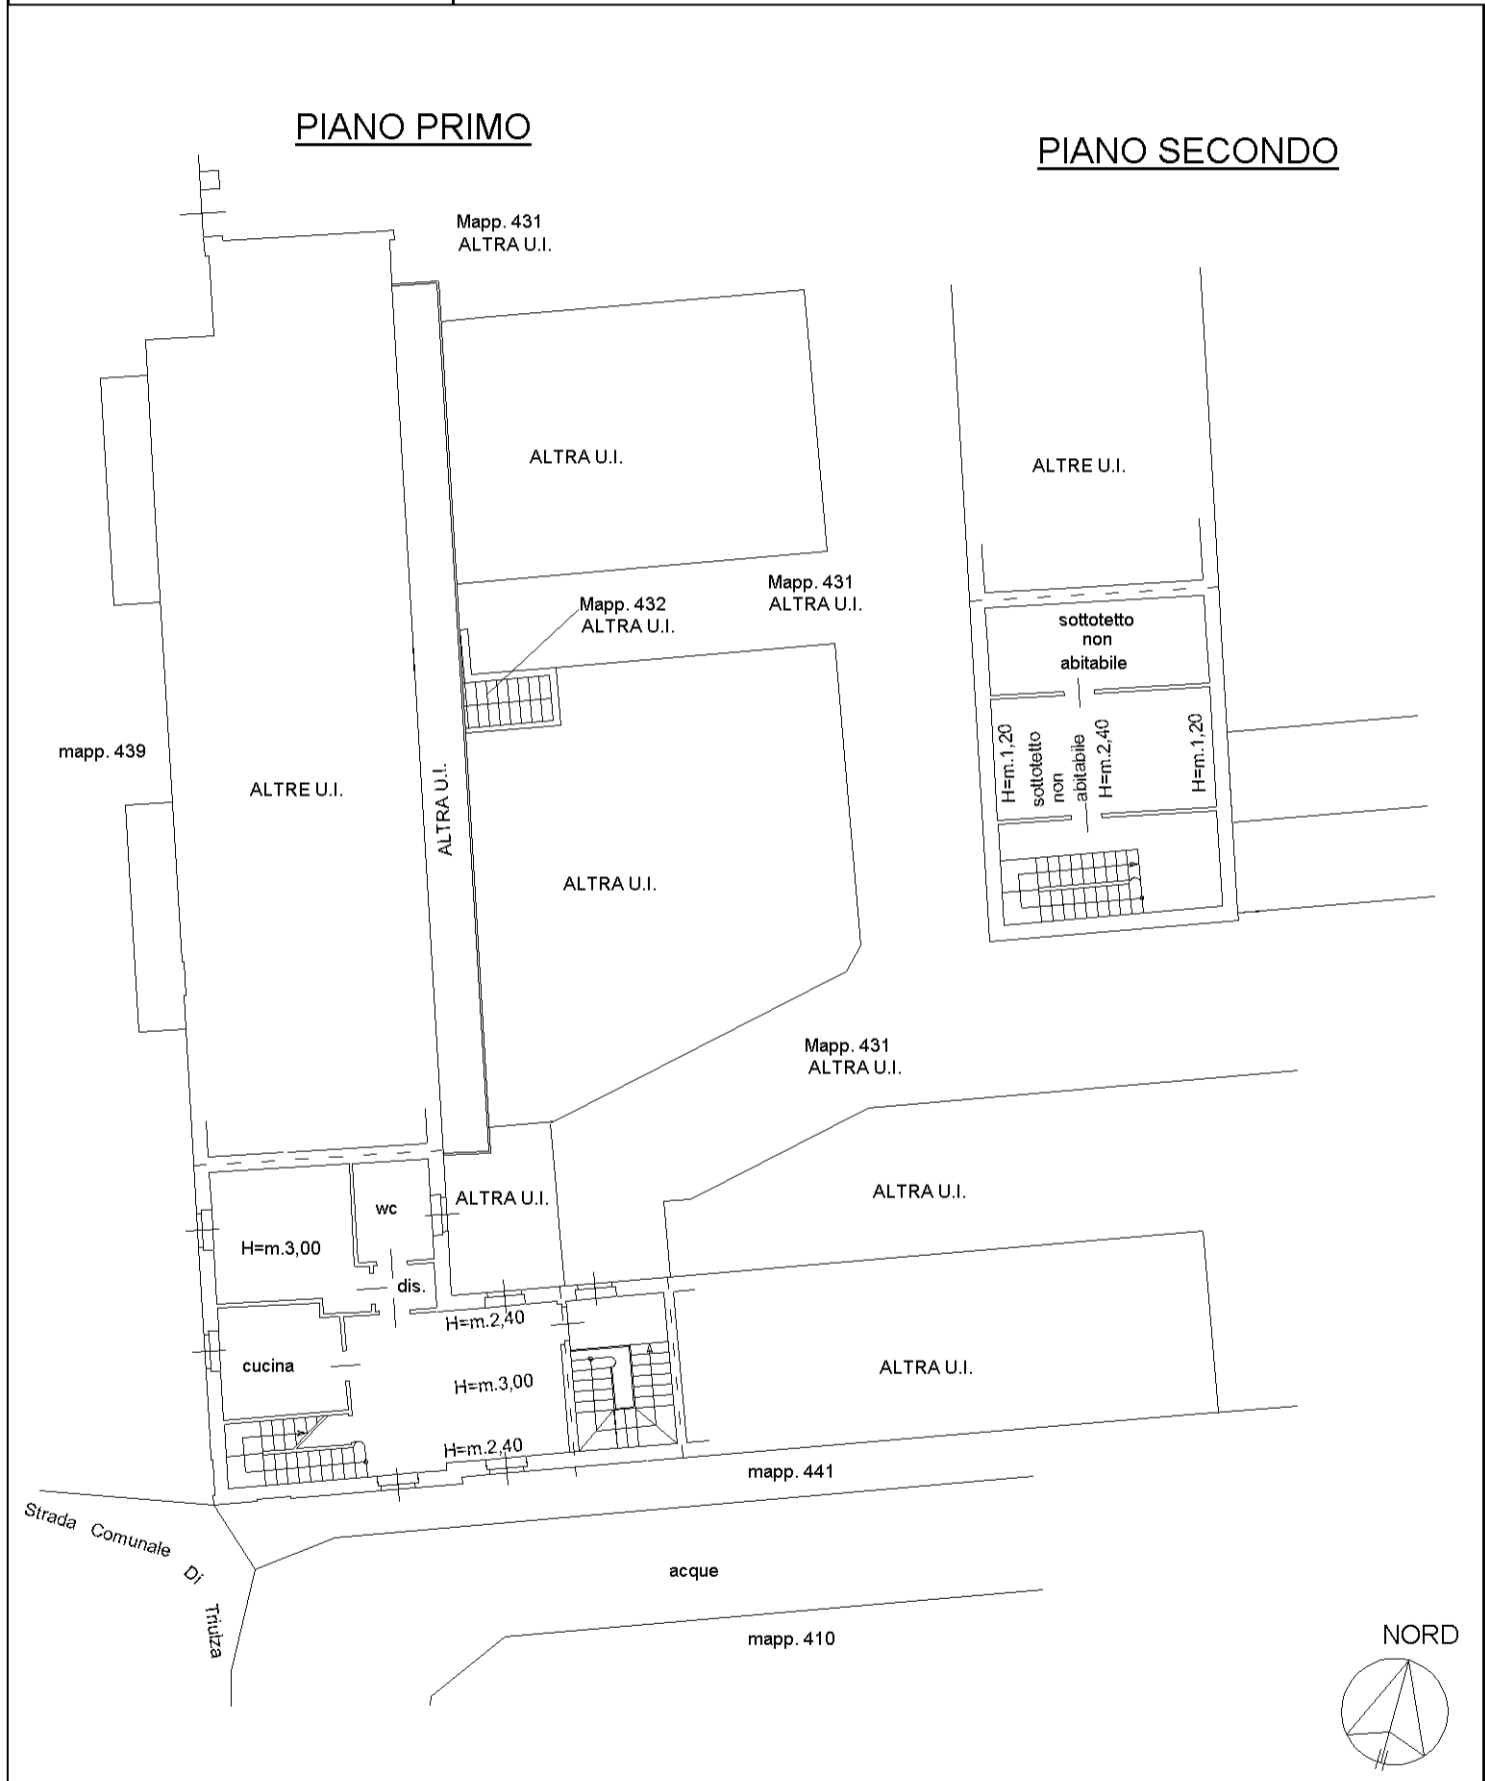 PIANO PRIMO
PIANO SECONDO
Mapp. 431
ALTRA U.I.
ALTRA U.I.
ALTRE U.I.
Mapp. 432
ALTRA U.I.
Mapp. 431
ALTRA U.I.
sottotetto
non
abitabile
mapp. 439
ALTRE U.I.
ALTRA U.I.
H=m.1,20
sottotetto
non
abitabile
H=m.2,40
H=m.1,20
ALTRA U.I.
Mapp. 431
ALTRA U.I.
wc
ALTRA U.I.
ALTRA U.I.
H=m.3,00
dis.
H=m.2,40
cucina
H=m.3,00
ALTRA U.I.
H=m.2,40
mapp. 441
Strada Comunale Di Triulza
acque
mapp. 410
NORD